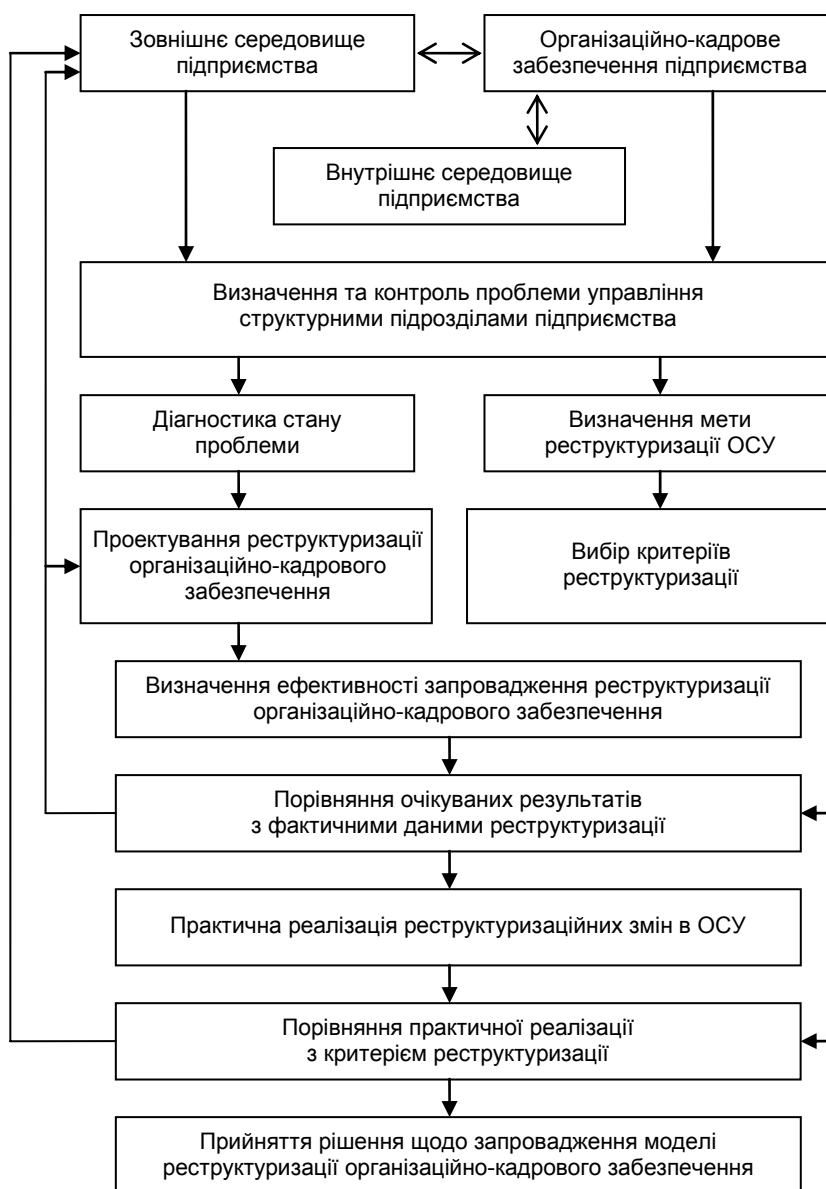 Зовнішнє середовище
підприємства
Організаційно-кадрове
забезпечення підприємства
Внутрішнє середовище
підприємства
Визначення та контроль проблеми управління
структурними підрозділами підприємства
Діагностика стану
проблеми
Визначення мети
реструктуризації ОСУ
Проектування реструктуризації
організаційно-кадрового
забезпечення
Вибір критеріїв
реструктуризації
Визначення ефективності запровадження реструктуризації
організаційно-кадрового забезпечення
Порівняння очікуваних результатів
з фактичними даними реструктуризації
Практична реалізація реструктуризаційних змін в ОСУ
Порівняння практичної реалізації
з критерієм реструктуризації
Прийняття рішення щодо запровадження моделі
реструктуризації організаційно-кадрового забезпечення